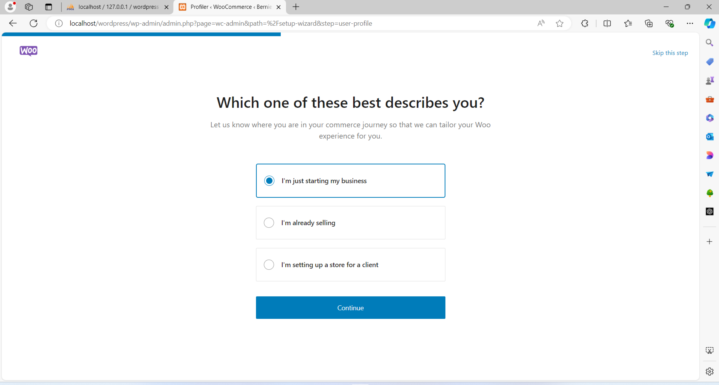 localhost / 127.0.0.1 / wordpress
Profiler ‹ WooCommerce ‹ Berni
localhost/wordpress/wp-admin/admin.php?page=wc-admin&path=%2Fsetup-wizard&step=user-profile
WOO
Skip this step
Which one of these best describes you?
Let us know where you are in your commerce journey so that we can tailor your Woo
experience for you.
I'm just starting my business
I'm already selling
I'm setting up a store for a client
Continue